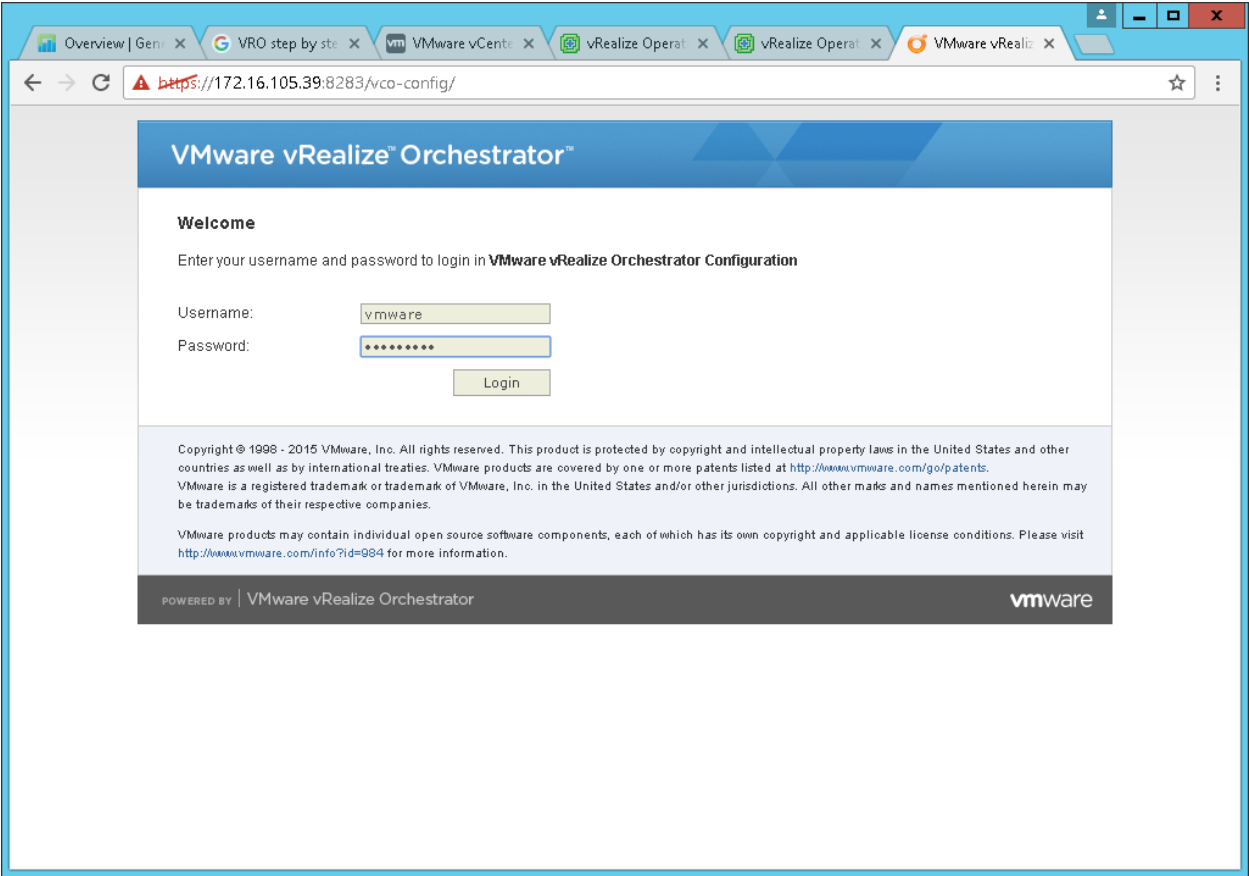 Overview | Gene
VRO step by ste
VMware vCente
vRealize Operat
vRealize Operat
VMware vRealiz
https://172.16.105.39:8283/vco-config/
VMware vRealize™ Orchestrator™
Welcome
Enter your username and password to login in VMware vRealize Orchestrator Configuration
Username:
vmware
Password:
•••••••••
Login
Copyright © 1998 - 2015 VMware, Inc. All rights reserved. This product is protected by copyright and intellectual property laws in the United States and other
countries as well as by international treaties. VMware products are covered by one or more patents listed at http://www.vmware.com/go/patents.
VMware is a registered trademark or trademark of VMware, Inc. in the United States and/or other jurisdictions. All other marks and names mentioned herein may
be trademarks of their respective companies.
VMware products may contain individual open source software components, each of which has its own copyright and applicable license conditions. Please visit
http://www.vmware.com/info?id=984 for more information.
POWERED BY | VMware vRealize Orchestrator
vmware